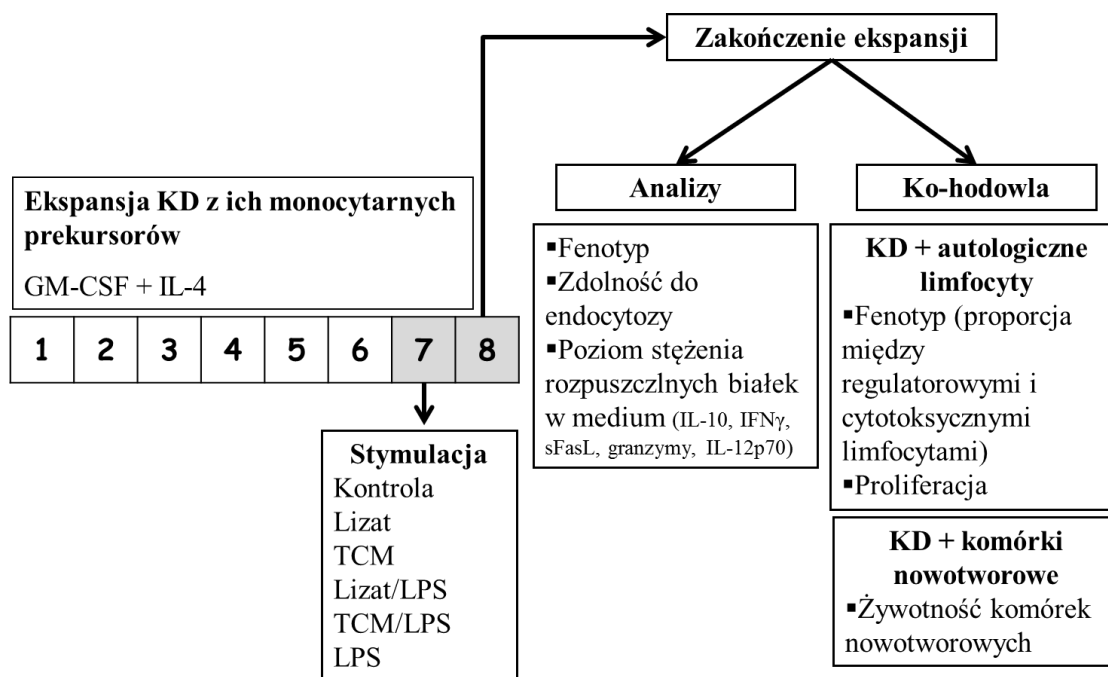 Zakończenie ekspansji
Ekspansja KD z ich monocytarnych
prekursorów
GM-CSF + IL-4
1 2 3 4 5 6 7 8
Stymulacja
Kontrola
Lizat
TCM
Lizat/LPS
TCM/LPS
LPS
Analizy
▪Fenotyp
▪Zdolność do
endocytozy
▪Poziom stężenia
rozpuszczlnych białek
w medium (IL-10, IFNγ,
sFasL, granzymy, IL-12p70)
Ko-hodowla
KD + autologiczne
limfocyty
▪Fenotyp (proporcja
między
regulatorowymi i
cytotoksycznymi
limfocytami)
▪Proliferacja
KD + komórki
nowotworowe
▪Żywotność komórek
nowotworowych